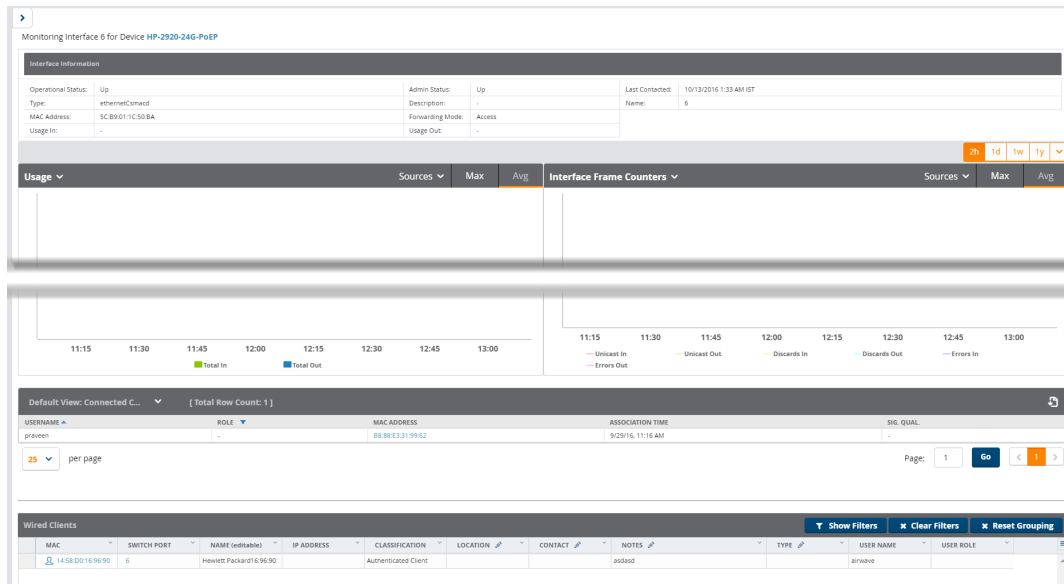 Monitoring Interface 6 for Device HP-2920-24G-PoEP
Interface Information
Operational Status: Up Admin Status: Up Last Contacted: 10/13/2016 1:33 AM IST
Type: ethernetCsmacd Description: - Name: 6
MAC Address: 5C:B9:01:1C:50:BA Forwarding Mode: Access
Usage In: - Usage Out: -
2h 1d 1w 1y
Usage Sources Max Avg Interface Frame Counters Sources Max Avg
11:15 11:30 11:45 12:00 12:15 12:30 12:45 13:00 11:15 11:30 11:45 12:00 12:15 12:30 12:45 13:00
Total In Total Out Unicast In Unicast Out Discards In Discards Out Errors In
Errors Out
Default View: Connected C... [ Total Row Count: 1 ]
USERNAME ROLE MAC ADDRESS ASSOCIATION TIME SIG. QUAL.
praveen - B8:88:E3:31:99:62 9/29/16, 11:16 AM -
25 per page Page: 1 Go < 1 >
Wired Clients Show Filters Clear Filters Reset Grouping
MAC SWITCH PORT NAME (editable) IP ADDRESS CLASSIFICATION LOCATION CONTACT NOTES TYPE USER NAME USER ROLE
14:58:D0:16:96:90 6 Hewlett Packard16:96:90 Authenticated Client asdasd airwave